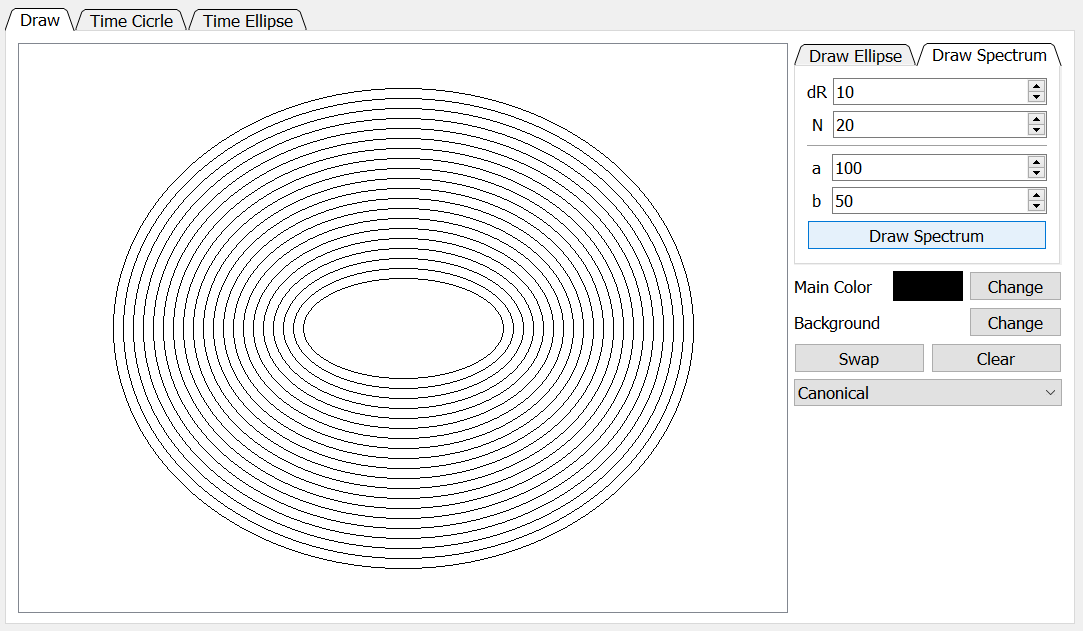 Draw Time Cicrle Time Ellipse
Draw Ellipse Draw Spectrum
dR 10
N 20
a 100
b 50
Draw Spectrum
Main Color Change
Background Change
Swap Clear
Canonical